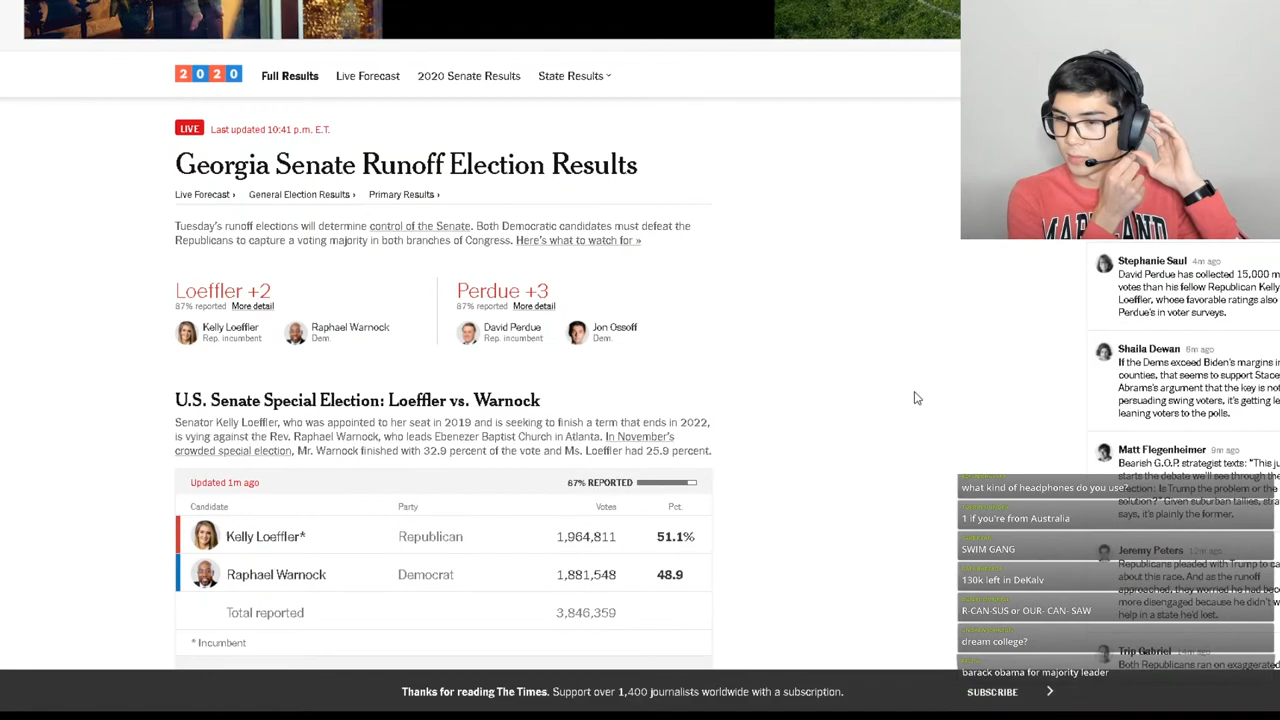 2020
Full Results
Live Forecast
2020 Senate Results
State Results
LIVE
Last updated 10:41 p.m. E.T.
Georgia Senate Runoff Election Results
Live Forecast ›
General Election Results ›
Primary Results ›
Tuesday's runoff elections will determine control of the Senate. Both Democratic candidates must defeat the
Republicans to capture a voting majority in both branches of Congress. Here's what to watch for »
Loeffler +2
87% reported More detail
Kelly Loeffler
Rep. incumbent
Raphael Warnock
Dem.
Perdue +3
87% reported More detail
David Perdue
Rep. incumbent
Jon Ossoff
Dem.
U.S. Senate Special Election: Loeffler vs. Warnock
Senator Kelly Loeffler, who was appointed to her seat in 2019 and is seeking to finish a term that ends in 2022,
is vying against the Rev. Raphael Warnock, who leads Ebenezer Baptist Church in Atlanta. In November's
crowded special election, Mr. Warnock finished with 32.9 percent of the vote and Ms. Loeffler had 25.9 percent.
Updated 1m ago
87% REPORTED
Candidate Party Votes Pct.
Kelly Loeffler* Republican 1,964,811 51.1%
Raphael Warnock Democrat 1,881,548 48.9
Total reported 3,846,359
* Incumbent
Stephanie Saul 4m ago
David Perdue has collected 15,000 m
votes than his fellow Republican Kelly
Loeffler, whose favorable ratings also
Perdue's in voter surveys.
Shaila Dewan 8m ago
If the Dems exceed Biden's margins in
counties, that seems to support Stace
Abrams's argument that the key is not
persuading swing voters, it's getting le
leaning voters to the polls.
Matt Flegenheimer 9m ago
Bearish G.O.P. strategist texts: "This ju
starts the debate we'll see through the
election: Is Trump the problem or the
solution?" Given suburban tallies, stra
says, it's plainly the former.
Jeremy Peters 12m ago
Republicans pleaded with Trump to ca
about this race. And as the runoff
approached, they worried he had bec
more disengaged because he didn't w
help in a state he'd lost.
Trip Gabriel 14m ago
Both Republicans ran on exaggerated
what kind of headphones do you use?
1 if you're from Australia
SWIM GANG
130k left in DeKalv
R-CAN-SUS or OUR- CAN- SAW
dream college?
barack obama for majority leader
Thanks for reading The Times. Support over 1,400 journalists worldwide with a subscription.
SUBSCRIBE